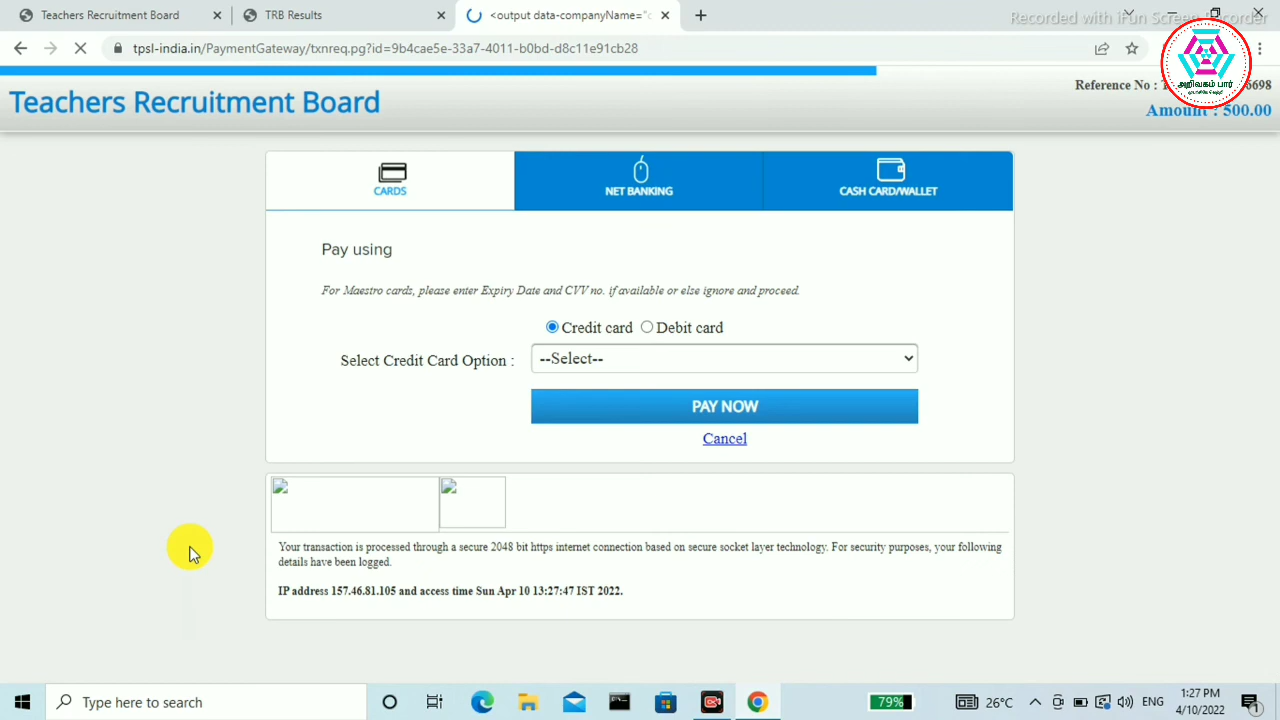 Teachers Recruitment Board
TRB Results
<output data-companyName="c
Recorded with iFun Screen Recorder
tpsl-india.in/PaymentGateway/txnreq.pg?id=9b4cae5e-33a7-4011-b0bd-d8c11e91cb28
அறிவகம் பார்
Teachers Recruitment Board
Reference No : 1 6698
Amount : 500.00
CARDS
NET BANKING
CASH CARD/WALLET
Pay using
For Maestro cards, please enter Expiry Date and CVV no. if available or else ignore and proceed.
Credit card Debit card
Select Credit Card Option :
--Select--
PAY NOW
Cancel
Your transaction is processed through a secure 2048 bit https internet connection based on secure socket layer technology. For security purposes, your following
details have been logged.
IP address 157.46.81.105 and access time Sun Apr 10 13:27:47 IST 2022.
Type here to search
79%
26°C
ENG
1:27 PM
4/10/2022
1